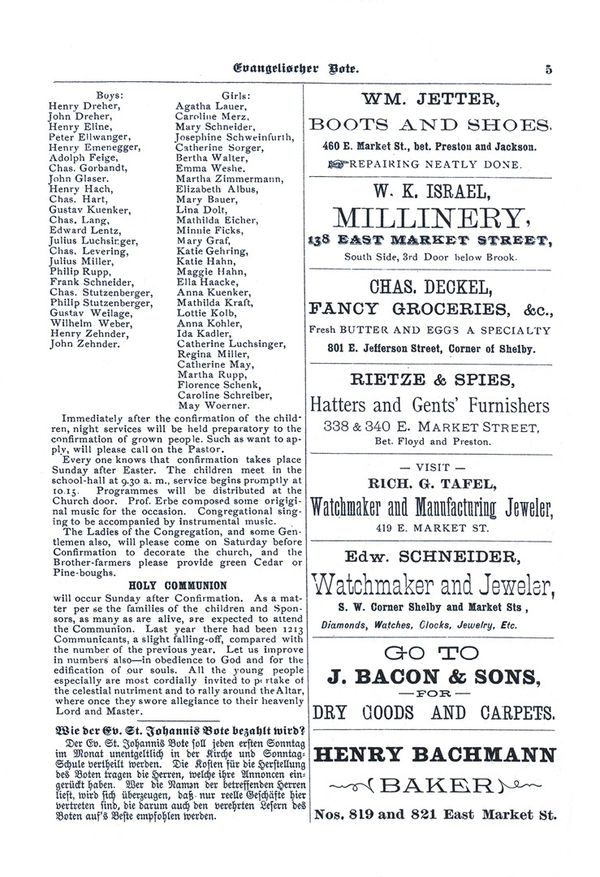 Evangelischer Bote.
5
Boys:
Henry Dreher,
John Dreher,
Henry Eline,
Peter Ellwanger,
Henry Emenegger,
Adolph Feige,
Chas. Gorbandt,
John Glaser.
Henry Hach,
Chas. Hart,
Gustav Kuenker,
Chas. Lang,
Edward Lentz,
Julius Luchsirger,
Chas. Levering,
Julius Miller,
Philip Rupp,
Frank Schneider,
Chas. Stutzenberger,
Philip Stutzenberger,
Gustav Weilage,
Wilhelm Weber,
Henry Zehnder,
John Zehnder.
Girls:
Agatha Lauer,
Caroline Merz,
Mary Schneider,
Josephine Schweinfurth,
Catherine Sorger,
Bertha Walter,
Emma Weshe.
Martha Zimmermann,
Elizabeth Albus,
Mary Bauer,
Lina Dolt,
Mathilda Eicher,
Minnie Ficks,
Mary Graf,
Katie Gehring,
Katie Hahn,
Maggie Hahn,
Ella Haacke,
Anna Kuenker,
Mathilda Kraft,
Lottie Kolb,
Anna Kohler,
Ida Kadler,
Catherine Luchsinger,
Regina Miller,
Catherine May,
Martha Rupp,
Florence Schenk,
Caroline Schreiber,
May Woerner.
Immediately after the confirmation of the child-
ren, night services will be held preparatory to the
confirmation of grown people. Such as want to ap-
ply, will please call on the Pastor.
Every one knows that confirmation takes place
Sunday after Easter. The children meet in the
school-hall at 9.30 a. m., service begins promptly at
10.15. Programmes will be distributed at the
Church door. Prof. Erbe composed some origigi-
nal music for the occasion. Congregational sing-
ing to be accompanied by instrumental music.
The Ladies of the Congregation, and some Gen-
tlemen also, will please come on Saturday before
Confirmation to decorate the church, and the
Brother-farmers please provide green Cedar or
Pine-boughs.
HOLY COMMUNION
will occur Sunday after Confirmation. As a mat-
ter per se the families of the children and Spon-
sors, as many as are alive, are expected to attend
the Communion. Last year there had been 1213
Communicants, a slight falling-off, compared with
the number of the previous year. Let us improve
in numbers also—in obedience to God and for the
edification of our souls. All the young people
especially are most cordially invited to p rtake of
the celestial nutriment and to rally around the Altar,
where once they swore allegiance to their heavenly
Lord and Master.
Wie der Ev. St. Johannis Bote bezahlt wird?
Der Ev. St. Johannis Bote soll jeden ersten Sonntag
im Monat unentgeltlich in der Kirche und Sonntag-
Schule vertheilt werden. Die Kosten für die Herstellung
des Boten tragen die Herren, welche ihre Annoncen ein-
gerückt haben. Wer die Namen der betreffenden Herren
liest, wird sich überzeugen, daß nur reelle Geschäfte hier
vertreten sind, die darum auch den verehrten Lesern des
Boten auf's Beste empfohlen werden.
WM. JETTER,
BOOTS AND SHOES.
460 E. Market St., bet. Preston and Jackson.
☞REPAIRING NEATLY DONE.
W. K. ISRAEL,
MILLINERY,
138 EAST MARKET STREET,
South Side, 3rd Door below Brook.
CHAS. DECKEL,
FANCY GROCERIES, &c.,
Fresh BUTTER AND EGGS A SPECIALTY
801 E. Jefferson Street, Corner of Shelby.
RIETZE & SPIES,
Hatters and Gents' Furnishers
338 & 340 E. MARKET STREET,
Bet. Floyd and Preston.
— VISIT —
RICH. G. TAFEL,
Watchmaker and Manufacturing Jeweler,
419 E. MARKET ST.
EDW. SCHNEIDER,
Watchmaker and Jeweler,
S. W. Corner Shelby and Market Sts ,
Diamonds, Watches, Clocks, Jewelry, Etc.
GO TO
J. BACON & SONS,
—FOR—
DRY GOODS AND CARPETS.
HENRY BACHMANN
BAKER
Nos. 819 and 821 East Market St.